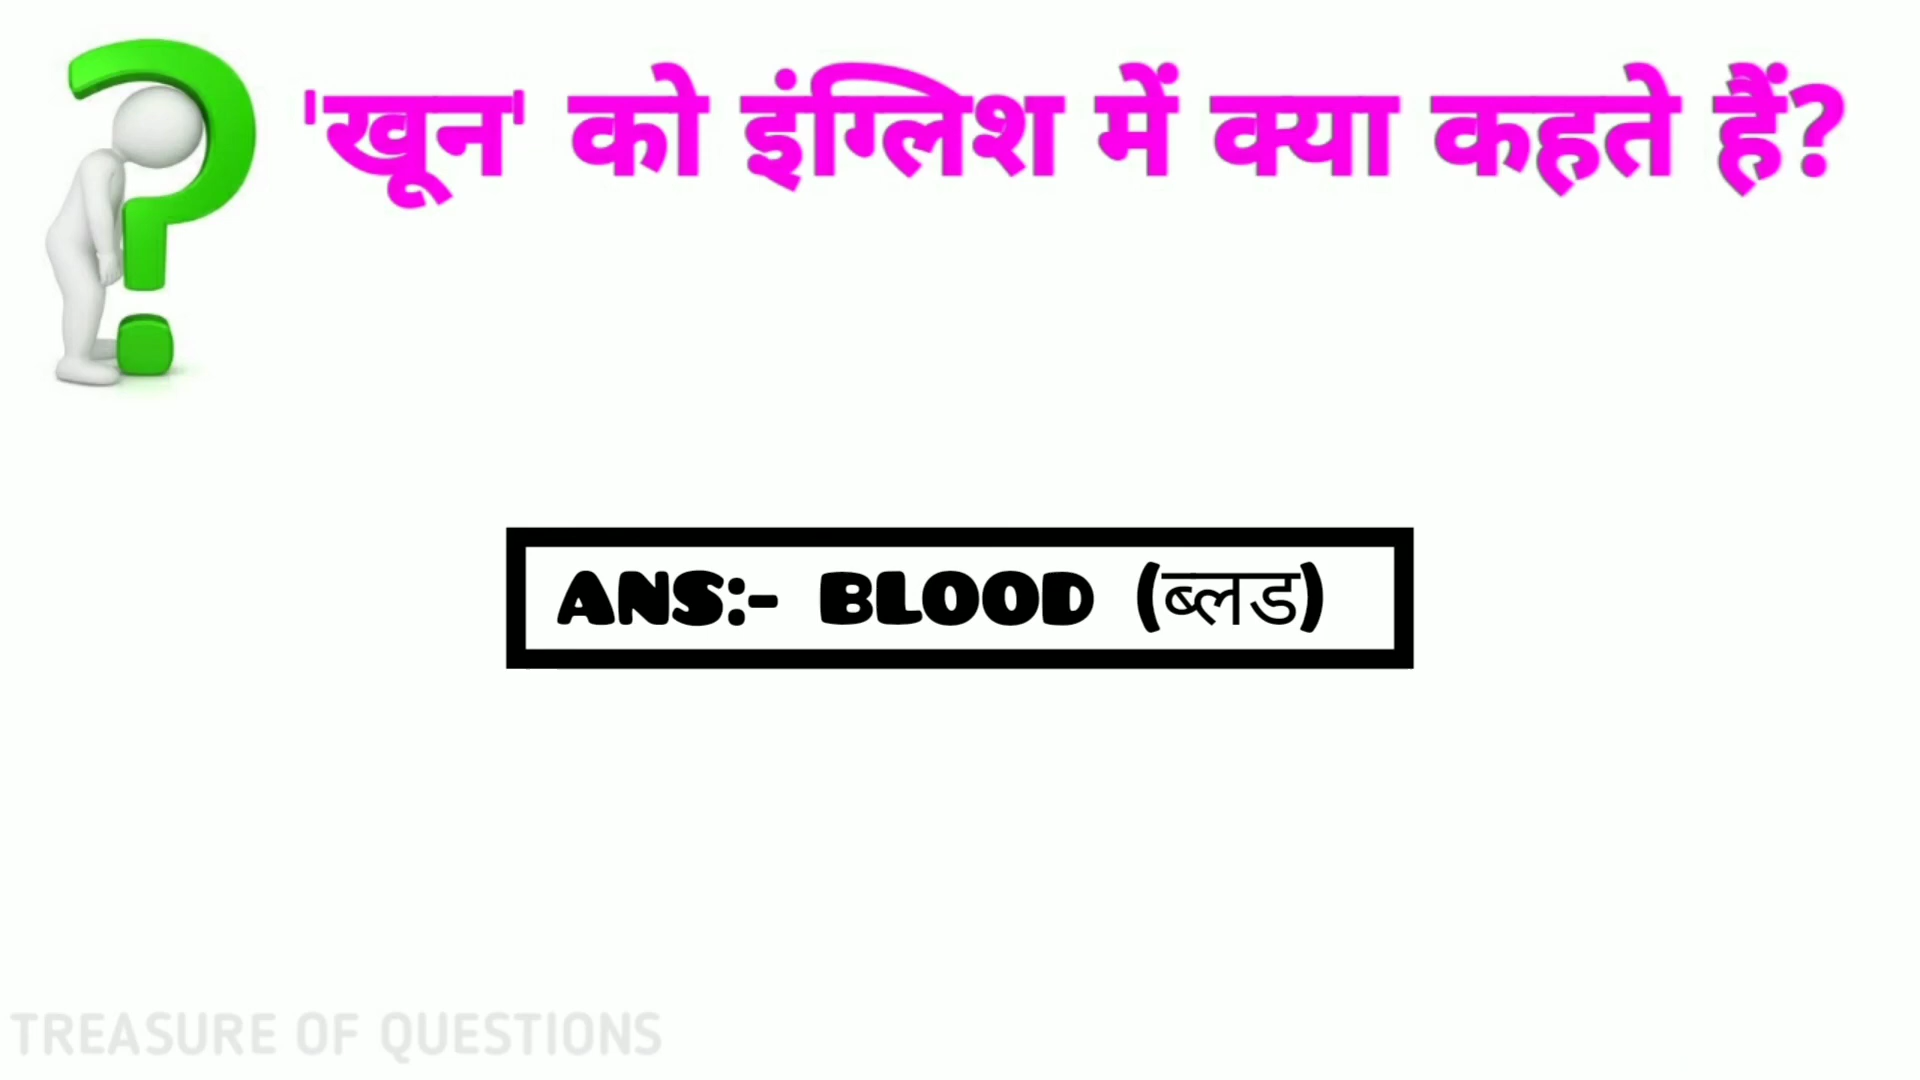 'खून' को इंग्लिश में क्या कहते हैं?
ANS:- BLOOD (ब्लड)
TREASURE OF QUESTIONS